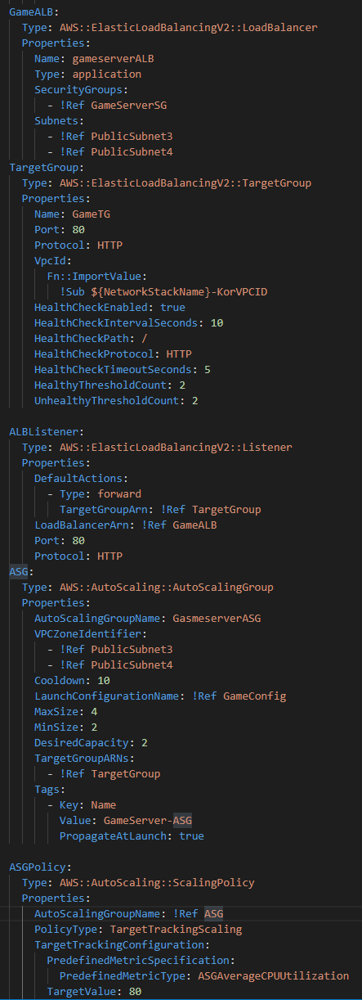 GameALB:
  Type: AWS::ElasticLoadBalancingV2::LoadBalancer
  Properties:
    Name: gameserverALB
    Type: application
    SecurityGroups:
      - !Ref GameServerSG
    Subnets:
      - !Ref PublicSubnet3
      - !Ref PublicSubnet4
TargetGroup:
  Type: AWS::ElasticLoadBalancingV2::TargetGroup
  Properties:
    Name: GameTG
    Port: 80
    Protocol: HTTP
    VpcId:
      Fn::ImportValue:
        !Sub ${NetworkStackName}-KorVPCID
    HealthCheckEnabled: true
    HealthCheckIntervalSeconds: 10
    HealthCheckPath: /
    HealthCheckProtocol: HTTP
    HealthCheckTimeoutSeconds: 5
    HealthyThresholdCount: 2
    UnhealthyThresholdCount: 2

ALBListener:
  Type: AWS::ElasticLoadBalancingV2::Listener
  Properties:
    DefaultActions:
      - Type: forward
        TargetGroupArn: !Ref TargetGroup
    LoadBalancerArn: !Ref GameALB
    Port: 80
    Protocol: HTTP
ASG:
  Type: AWS::AutoScaling::AutoScalingGroup
  Properties:
    AutoScalingGroupName: GasmeserverASG
    VPCZoneIdentifier:
      - !Ref PublicSubnet3
      - !Ref PublicSubnet4
    Cooldown: 10
    LaunchConfigurationName: !Ref GameConfig
    MaxSize: 4
    MinSize: 2
    DesiredCapacity: 2
    TargetGroupARNs:
      - !Ref TargetGroup
    Tags:
      - Key: Name
        Value: GameServer-ASG
        PropagateAtLaunch: true

ASGPolicy:
  Type: AWS::AutoScaling::ScalingPolicy
  Properties:
    AutoScalingGroupName: !Ref ASG
    PolicyType: TargetTrackingScaling
    TargetTrackingConfiguration:
      PredefinedMetricSpecification:
        PredefinedMetricType: ASGAverageCPUUtilization
      TargetValue: 80